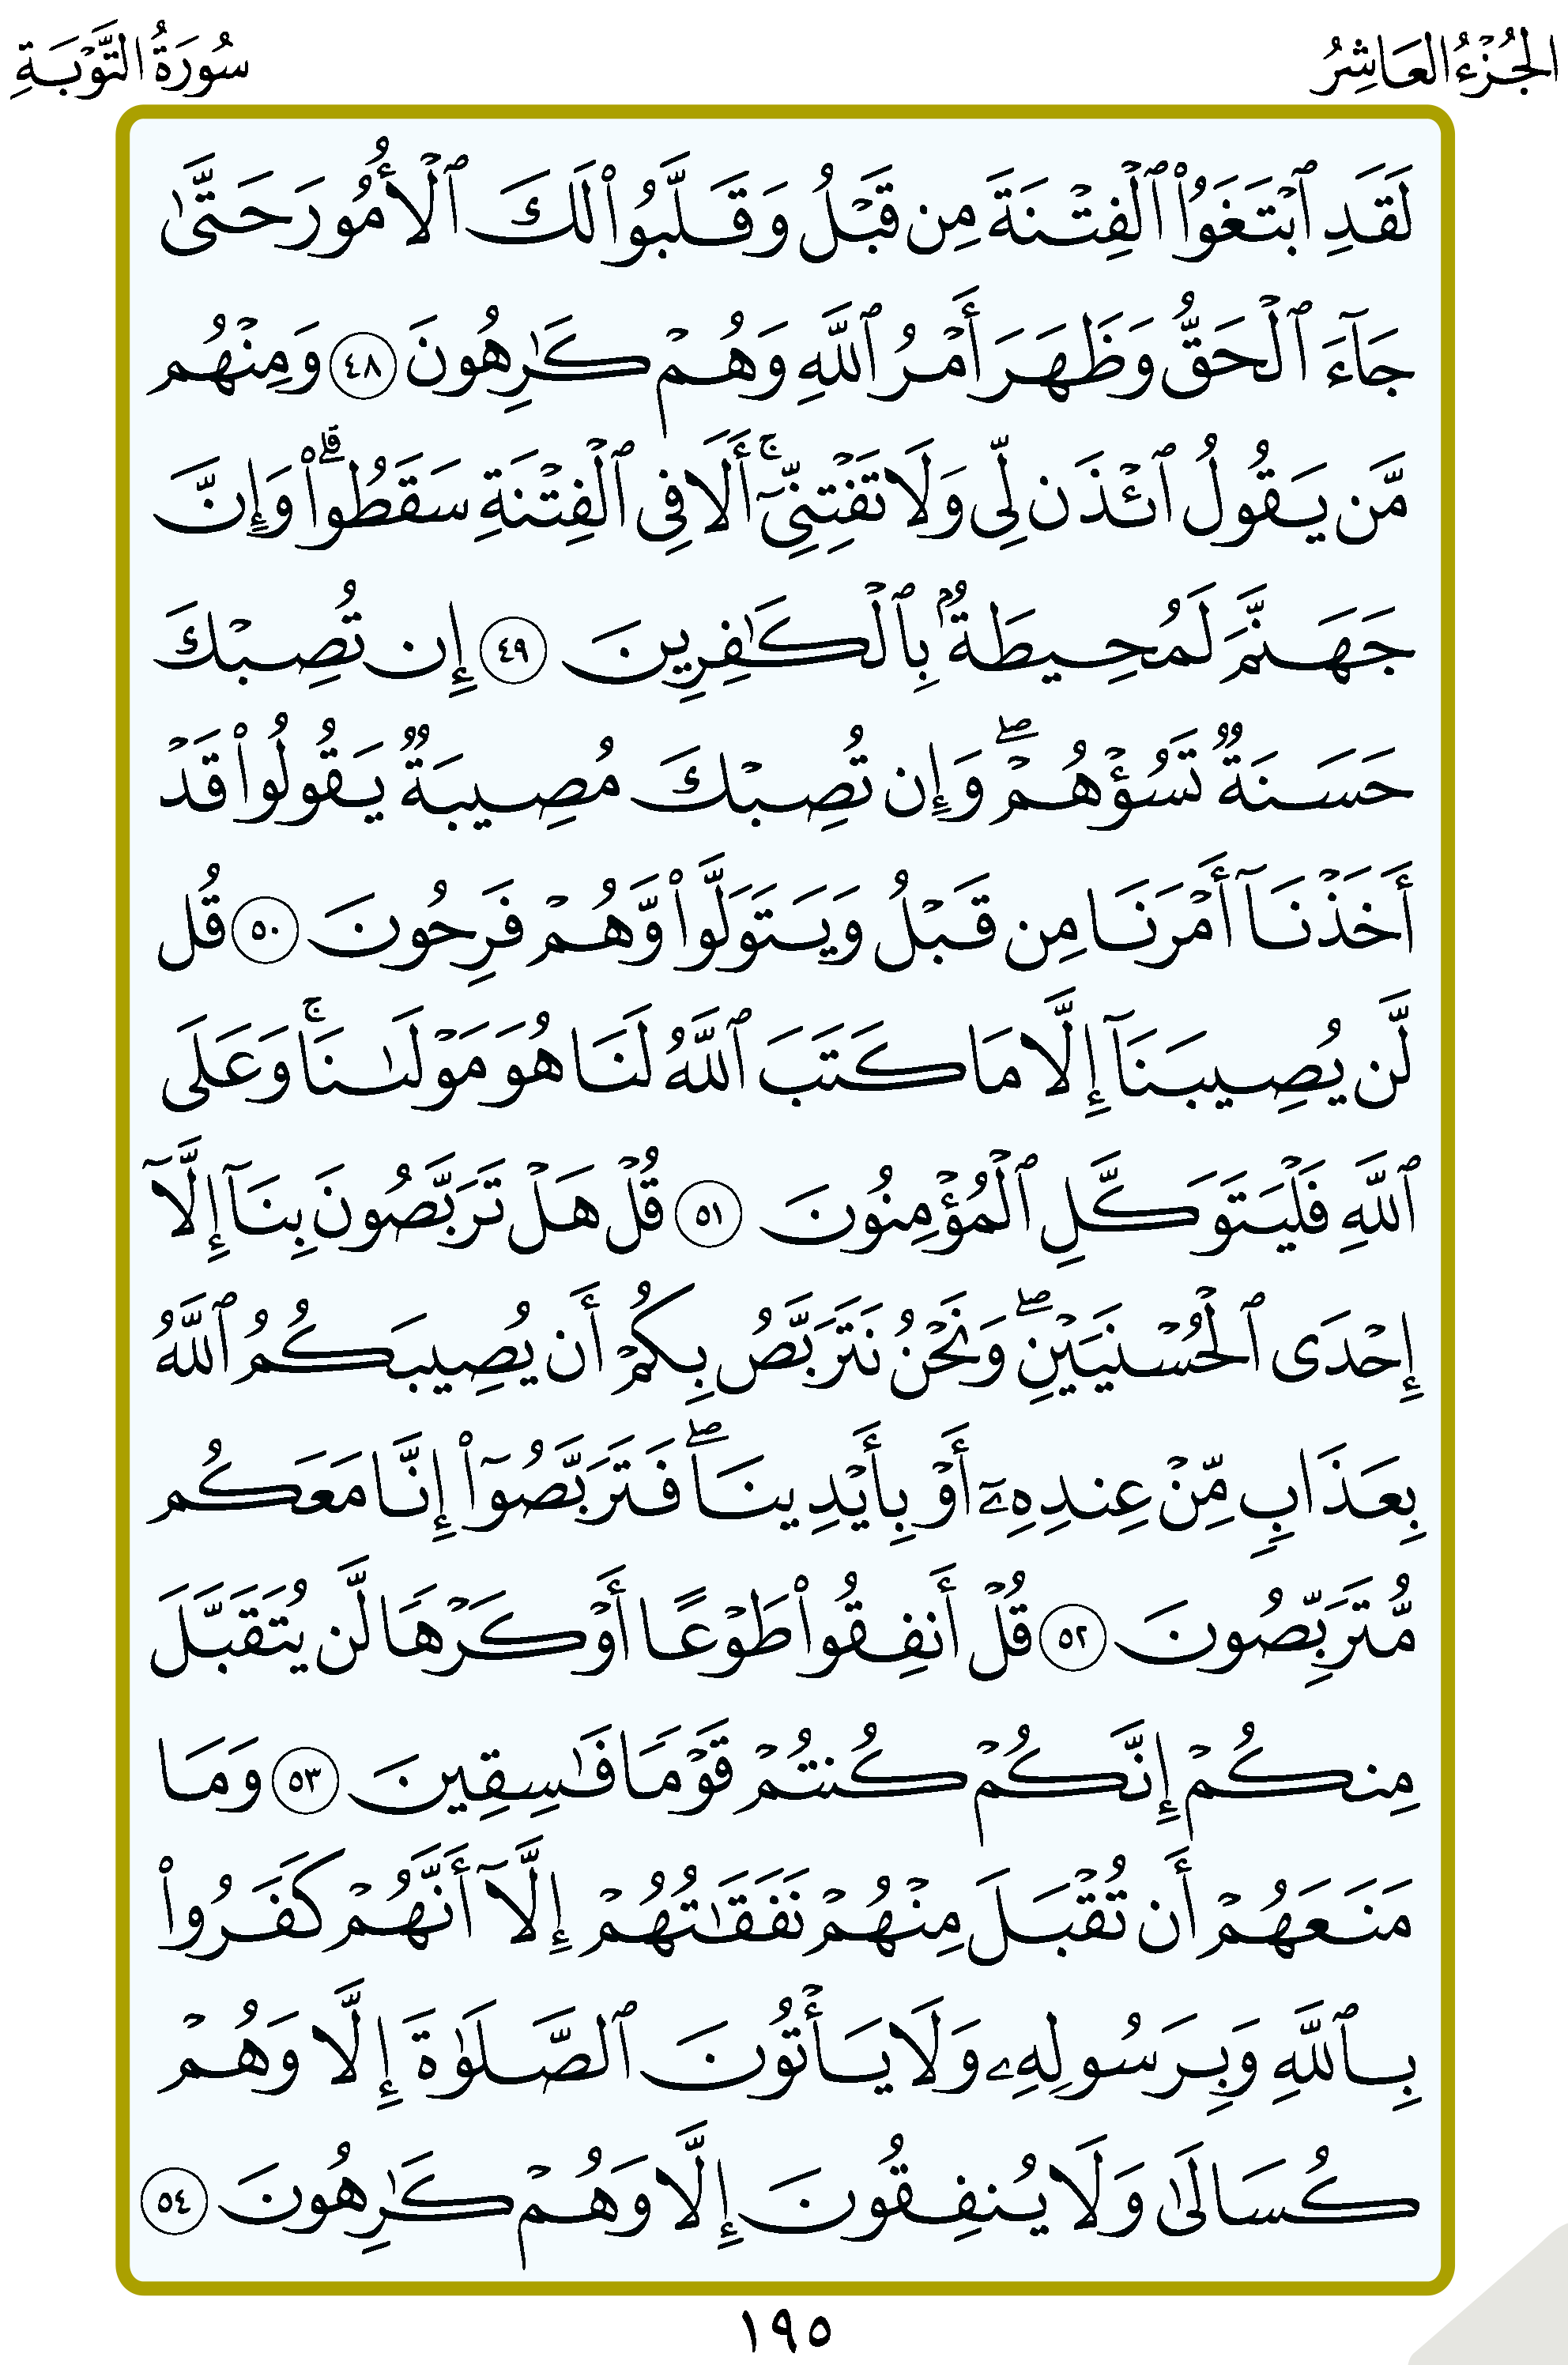 الجُزْءُ العَاشِرُ
سُورَةُ التَّوْبَةِ
لَقَدِ ٱبْتَغَوُا۟ ٱلْفِتْنَةَ مِن قَبْلُ وَقَلَّبُوا۟ لَكَ ٱلْأُمُورَ حَتَّىٰ
جَآءَ ٱلْحَقُّ وَظَهَرَ أَمْرُ ٱللَّهِ وَهُمْ كَـٰرِهُونَ ٤٨ وَمِنْهُم
مَّن يَقُولُ ٱئْذَن لِّى وَلَا تَفْتِنِّىٓ ۚ أَلَا فِى ٱلْفِتْنَةِ سَقَطُوا۟ ۗ وَإِنَّ
جَهَنَّمَ لَمُحِيطَةٌۢ بِٱلْكَـٰفِرِينَ ٤٩ إِن تُصِبْكَ
حَسَنَةٌ تَسُؤْهُمْ ۖ وَإِن تُصِبْكَ مُصِيبَةٌ يَقُولُوا۟ قَدْ
أَخَذْنَآ أَمْرَنَا مِن قَبْلُ وَيَتَوَلَّوا۟ وَّهُمْ فَرِحُونَ ٥٠ قُل
لَّن يُصِيبَنَآ إِلَّا مَا كَتَبَ ٱللَّهُ لَنَا هُوَ مَوْلَىٰنَا ۚ وَعَلَى
ٱللَّهِ فَلْيَتَوَكَّلِ ٱلْمُؤْمِنُونَ ٥١ قُلْ هَلْ تَرَبَّصُونَ بِنَآ إِلَّآ
إِحْدَى ٱلْحُسْنَيَيْنِ ۖ وَنَحْنُ نَتَرَبَّصُ بِكُمْ أَن يُصِيبَكُمُ ٱللَّهُ
بِعَذَابٍ مِّنْ عِندِهِۦٓ أَوْ بِأَيْدِينَا ۖ فَتَرَبَّصُوٓا۟ إِنَّا مَعَكُم
مُّتَرَبِّصُونَ ٥٢ قُلْ أَنفِقُوا۟ طَوْعًا أَوْ كَرْهًا لَّن يُتَقَبَّلَ
مِنكُمْ إِنَّكُمْ كُنتُمْ قَوْمًا فَـٰسِقِينَ ٥٣ وَمَا
مَنَعَهُمْ أَن تُقْبَلَ مِنْهُمْ نَفَقَـٰتُهُمْ إِلَّآ أَنَّهُمْ كَفَرُوا۟
بِٱللَّهِ وَبِرَسُولِهِۦ وَلَا يَأْتُونَ ٱلصَّلَوٰةَ إِلَّا وَهُمْ
كُسَالَىٰ وَلَا يُنفِقُونَ إِلَّا وَهُمْ كَـٰرِهُونَ ٥٤
١٩٥